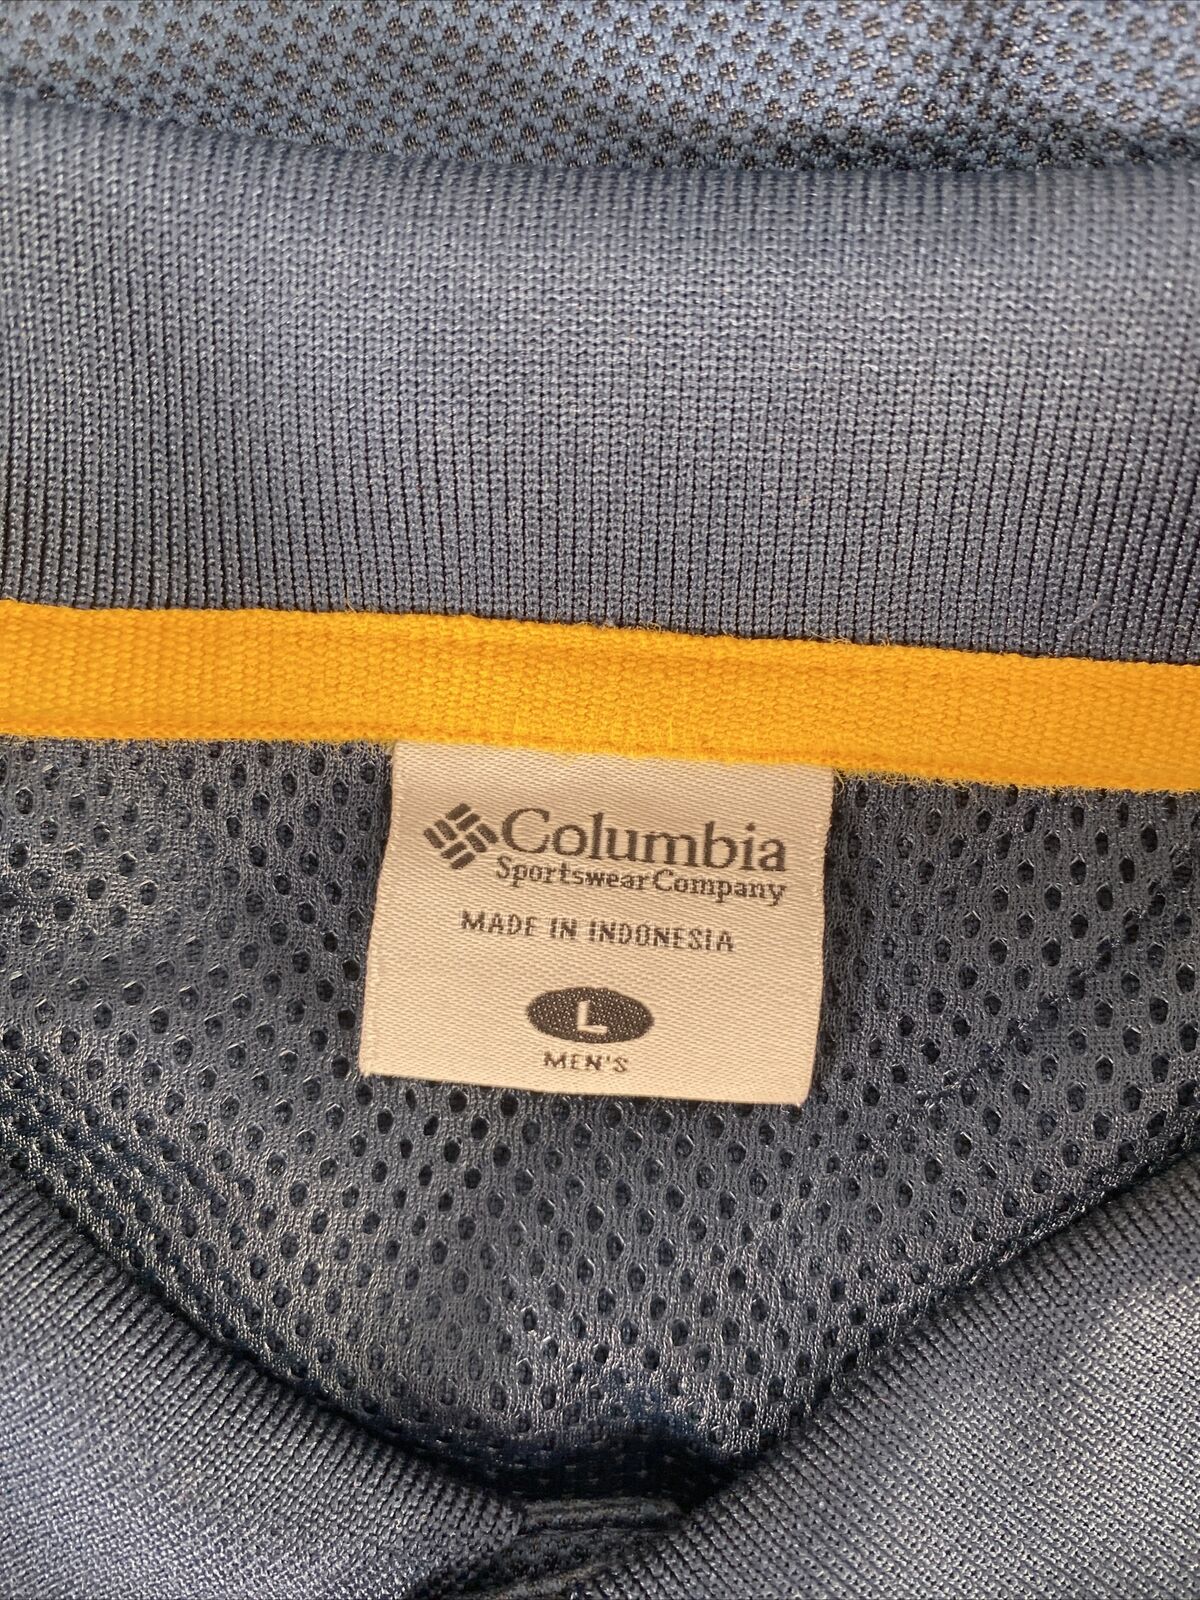 Columbia
Sportswear Company
MADE IN INDONESIA
L
MEN'S